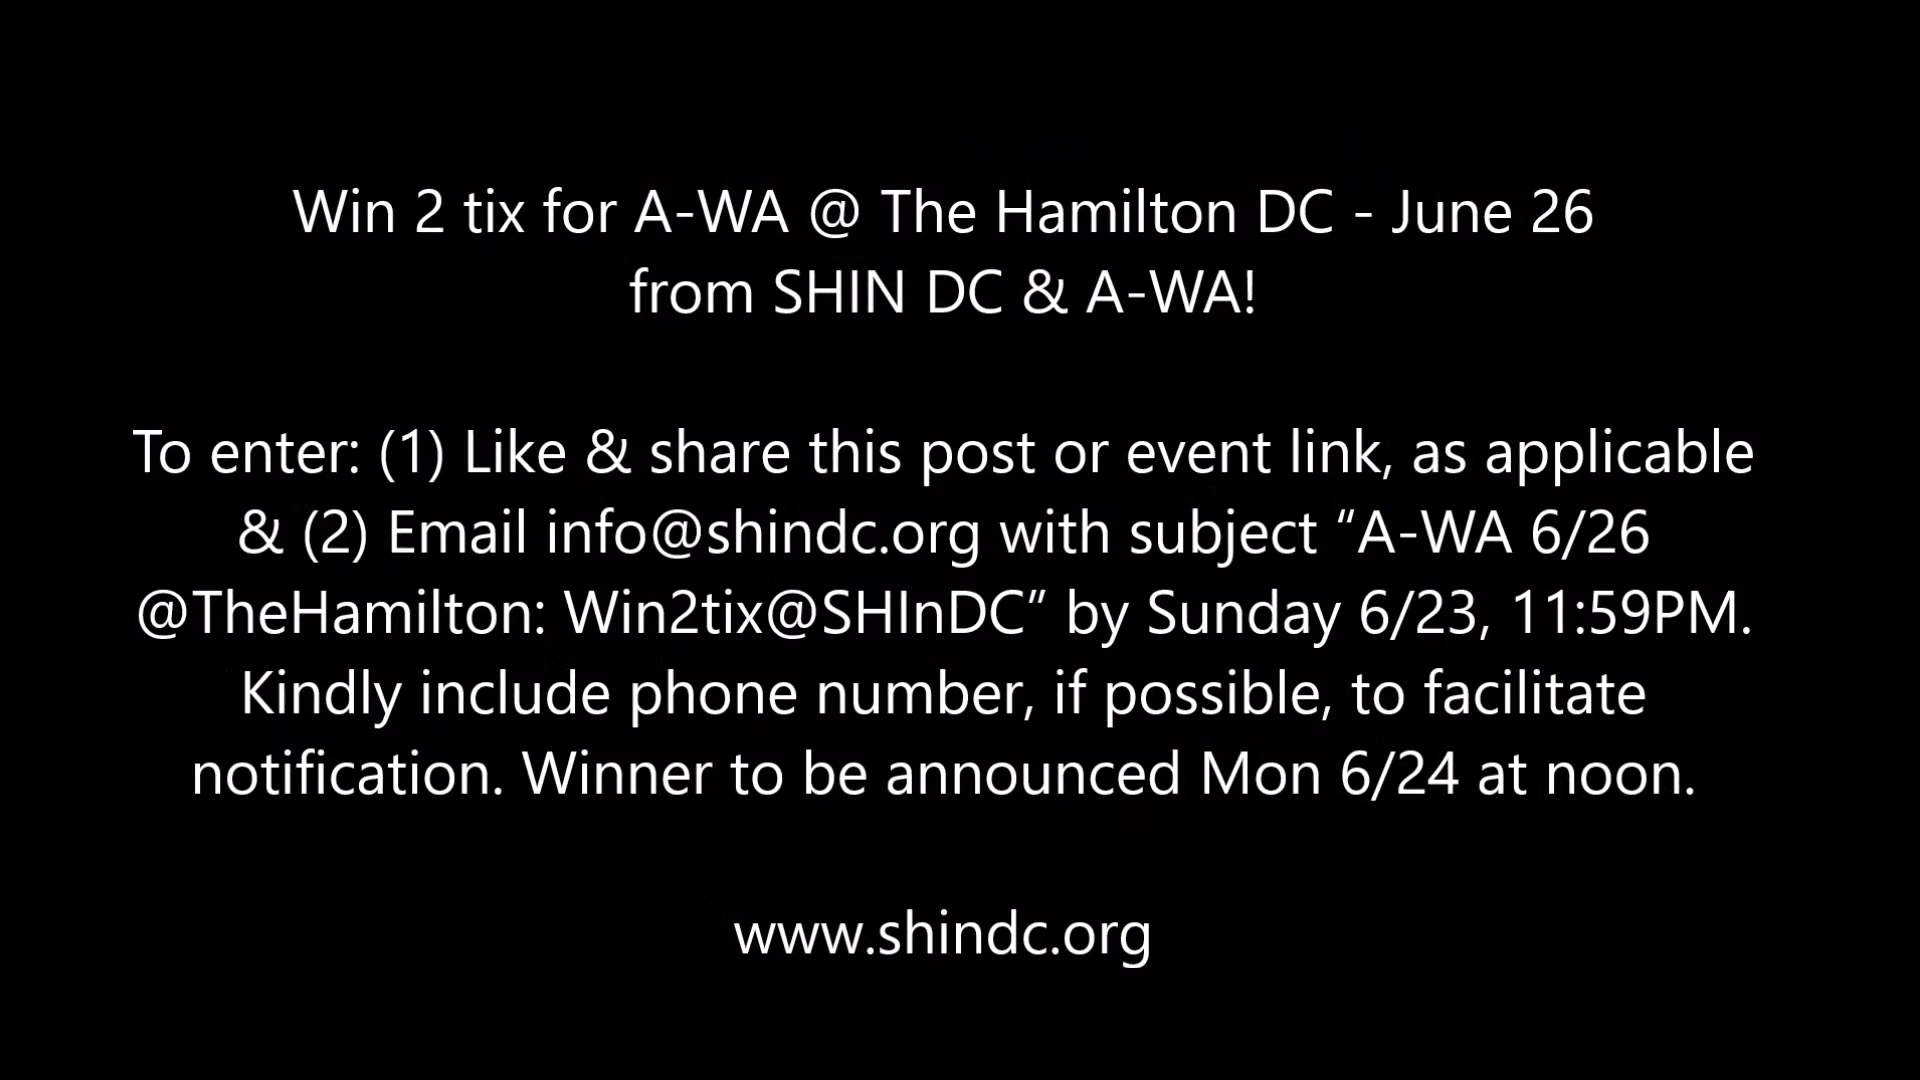 Win 2 tix for A-WA @ The Hamilton DC - June 26
from SHIN DC & A-WA!
To enter: (1) Like & share this post or event link, as applicable
& (2) Email info@shindc.org with subject “A-WA 6/26
@TheHamilton: Win2tix@SHInDC” by Sunday 6/23, 11:59PM.
Kindly include phone number, if possible, to facilitate
notification. Winner to be announced Mon 6/24 at noon.
www.shindc.org